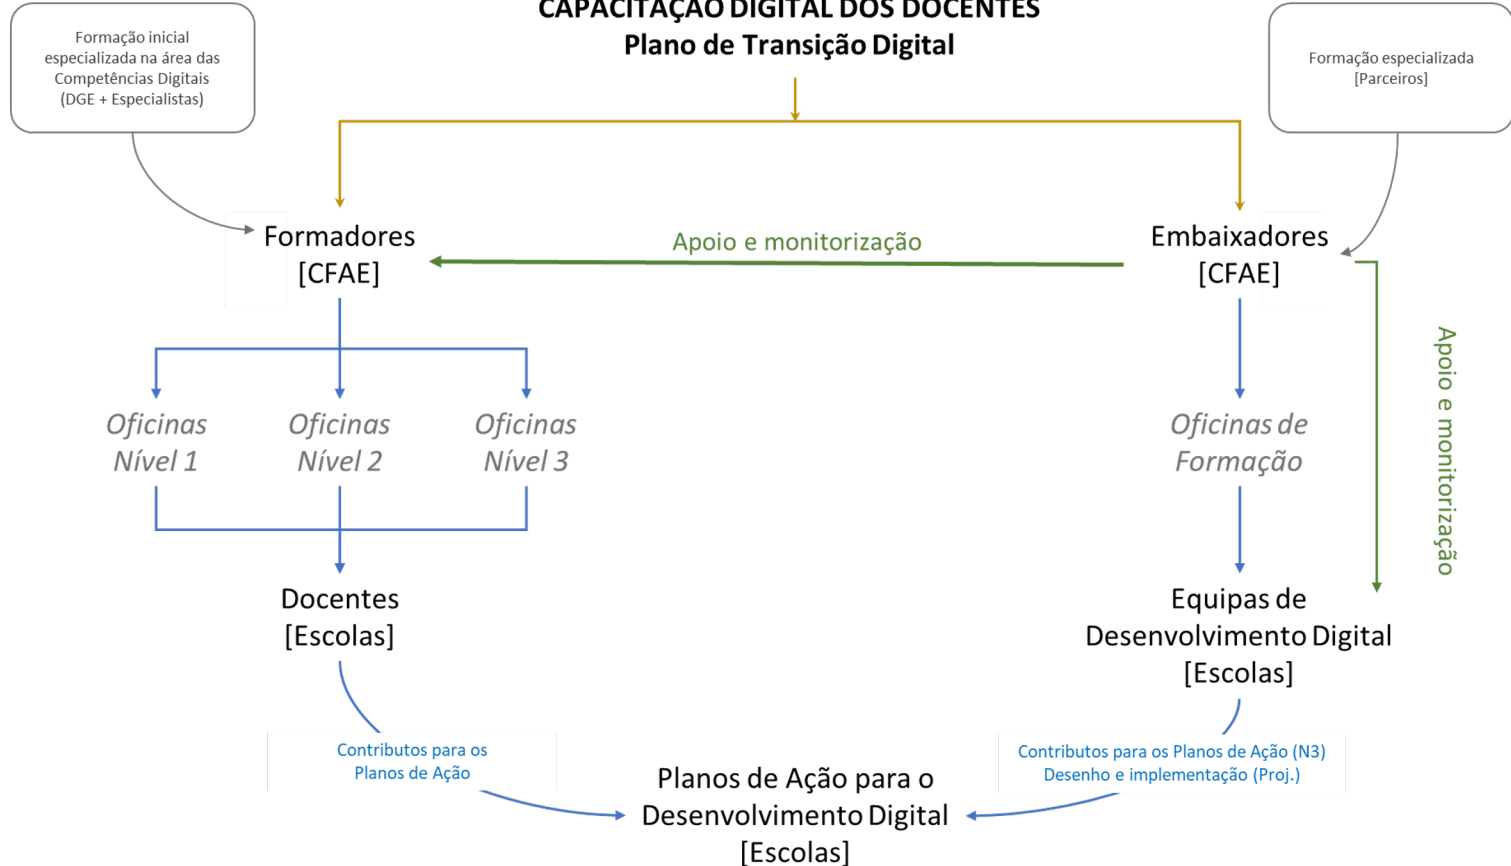 CAPACITAÇÃO DIGITAL DOS DOCENTES
Plano de Transição Digital
Formação inicial
especializada na área das
Competências Digitais
(DGE + Especialistas)
Formação especializada
[Parceiros]
Formadores
[CFAE]
Apoio e monitorização
Embaixadores
[CFAE]
Apoio e monitorização
Oficinas
Nível 1
Oficinas
Nível 2
Oficinas
Nível 3
Oficinas de
Formação
Docentes
[Escolas]
Equipas de
Desenvolvimento Digital
[Escolas]
Contributos para os
Planos de Ação
Contributos para os Planos de Ação (N3)
Desenho e implementação (Proj.)
Planos de Ação para o
Desenvolvimento Digital
[Escolas]